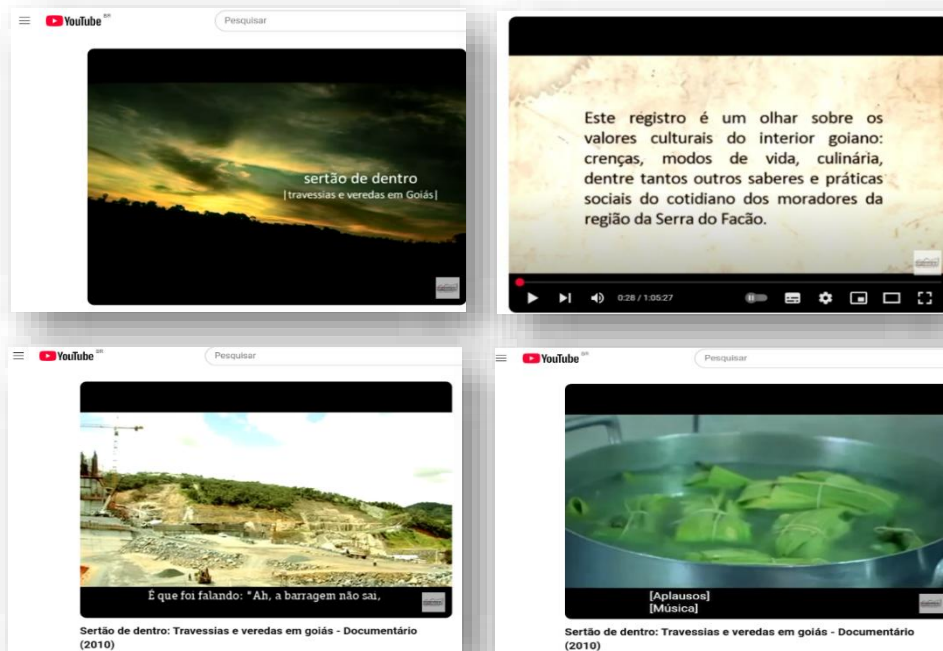 YouTube BR
Pesquisar
sertão de dentro
|travessias e veredas em Goiás|
Este registro é um olhar sobre os
valores culturais do interior goiano:
crenças, modos de vida, culinária,
dentre tantos outros saberes e práticas
sociais do cotidiano dos moradores da
região da Serra do Facão.
0:28 / 1:05:27
YouTube BR
Pesquisar
É que foi falando: "Ah, a barragem não sai,
Sertão de dentro: Travessias e veredas em goiás - Documentário
(2010)
YouTube BR
Pesquisar
[Aplausos]
[Música]
Sertão de dentro: Travessias e veredas em goiás - Documentário
(2010)